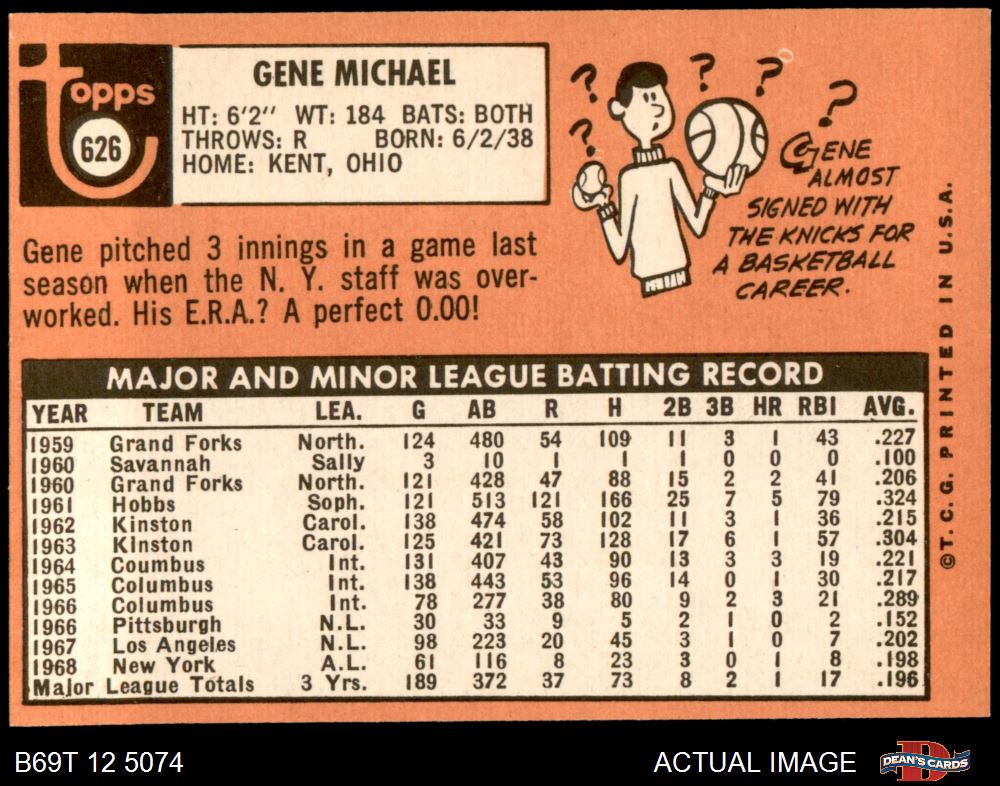 Topps
626
GENE MICHAEL
HT: 6'2" WT: 184 BATS: BOTH
THROWS: R BORN: 6/2/38
HOME: KENT, OHIO
? ? ? ? ?
GENE
ALMOST
SIGNED WITH
THE KNICKS FOR
A BASKETBALL
CAREER.
Gene pitched 3 innings in a game last
season when the N. Y. staff was over-
worked. His E.R.A.? A perfect 0.00!
MAJOR AND MINOR LEAGUE BATTING RECORD
YEAR TEAM LEA. G AB R H 2B 3B HR RBI AVG.
1959 Grand Forks North. 124 480 54 109 11 3 1 43 .227
1960 Savannah Sally 3 10 1 1 1 0 0 0 .100
1960 Grand Forks North. 121 428 47 88 15 2 2 41 .206
1961 Hobbs Soph. 121 513 121 166 25 7 5 79 .324
1962 Kinston Carol. 138 474 58 102 11 3 1 36 .215
1963 Kinston Carol. 125 421 73 128 17 6 1 57 .304
1964 Coumbus Int. 131 407 43 90 13 3 3 19 .221
1965 Columbus Int. 138 443 53 96 14 0 1 30 .217
1966 Columbus Int. 78 277 38 80 9 2 3 21 .289
1966 Pittsburgh N.L. 30 33 9 5 2 1 0 2 .152
1967 Los Angeles N.L. 98 223 20 45 3 1 0 7 .202
1968 New York A.L. 61 116 8 23 3 0 1 8 .198
Major League Totals 3 Yrs. 189 372 37 73 8 2 1 17 .196
©T. C. G. PRINTED IN U.S.A.
B69T 12 5074
ACTUAL IMAGE
D
DEAN'S CARDS